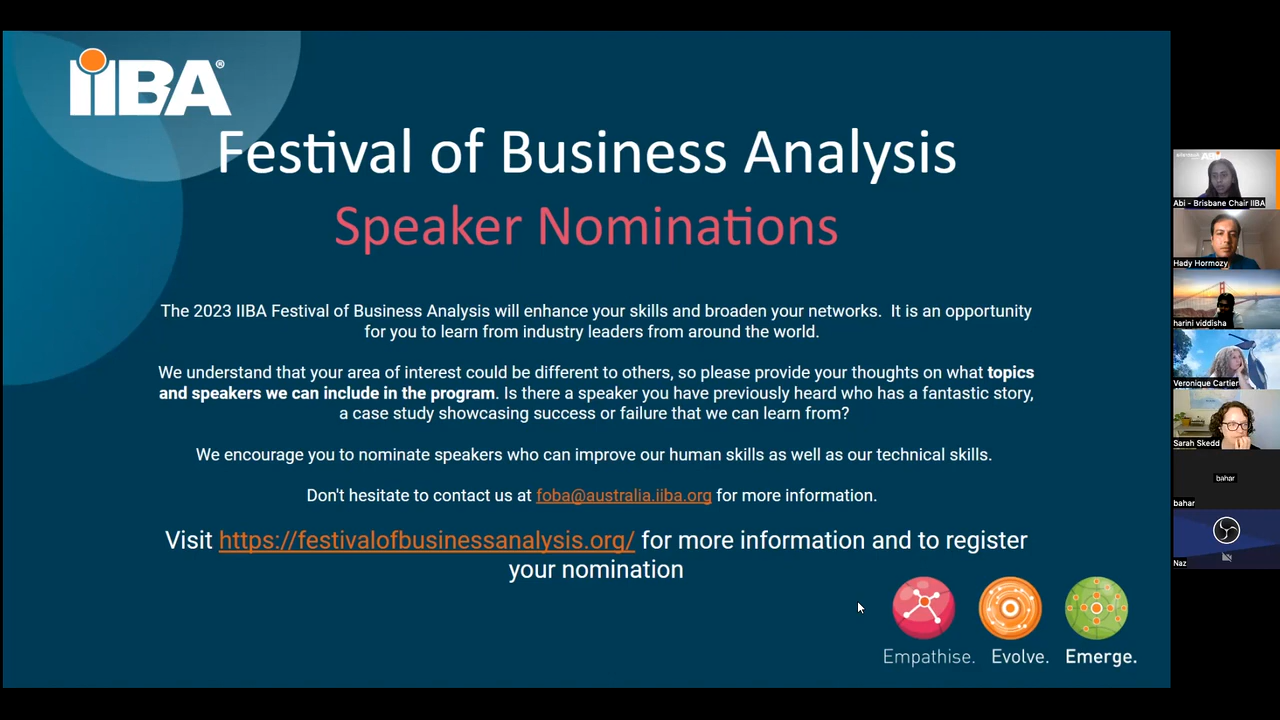 iiBA®
Festival of Business Analysis
Speaker Nominations
The 2023 IIBA Festival of Business Analysis will enhance your skills and broaden your networks. It is an opportunity
for you to learn from industry leaders from around the world.
We understand that your area of interest could be different to others, so please provide your thoughts on what topics
and speakers we can include in the program. Is there a speaker you have previously heard who has a fantastic story,
a case study showcasing success or failure that we can learn from?
We encourage you to nominate speakers who can improve our human skills as well as our technical skills.
Don't hesitate to contact us at foba@australia.iiba.org for more information.
Visit https://festivalofbusinessanalysis.org/ for more information and to register
your nomination
Empathise. Evolve. Emerge.
Abi - Brisbane Chair IIBA
Hady Hormozy
harini viddisha
Veronique Cartier
Sarah Skedd
bahar
bahar
Naz